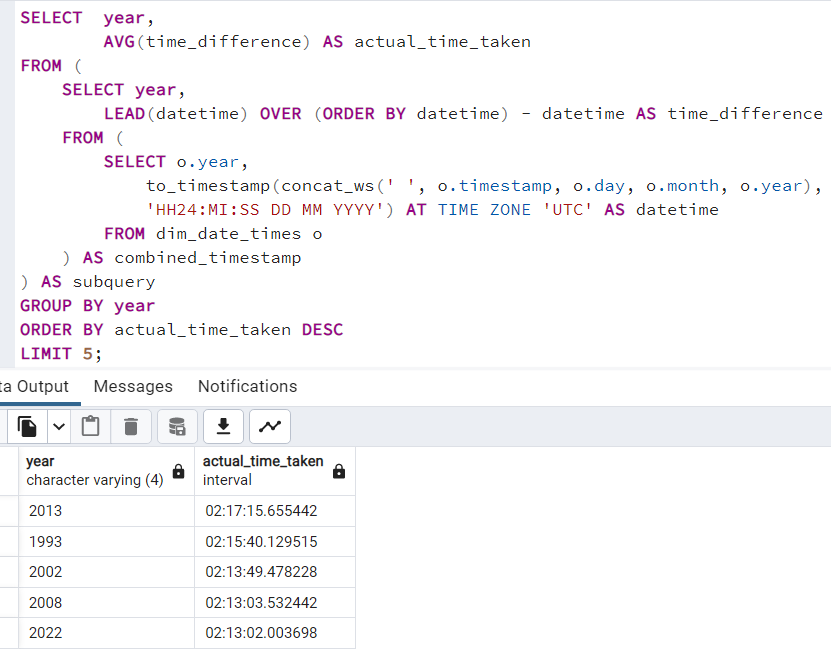 SELECT year,
AVG(time_difference) AS actual_time_taken
FROM (
SELECT year,
LEAD(datetime) OVER (ORDER BY datetime) - datetime AS time_difference
FROM (
SELECT o.year,
to_timestamp(concat_ws(' ', o.timestamp, o.day, o.month, o.year),
'HH24:MI:SS DD MM YYYY') AT TIME ZONE 'UTC' AS datetime
FROM dim_date_times o
) AS combined_timestamp
) AS subquery
GROUP BY year
ORDER BY actual_time_taken DESC
LIMIT 5;
ta Output Messages Notifications
year actual_time_taken
character varying (4) interval
2013 02:17:15.655442
1993 02:15:40.129515
2002 02:13:49.478228
2008 02:13:03.532442
2022 02:13:02.003698